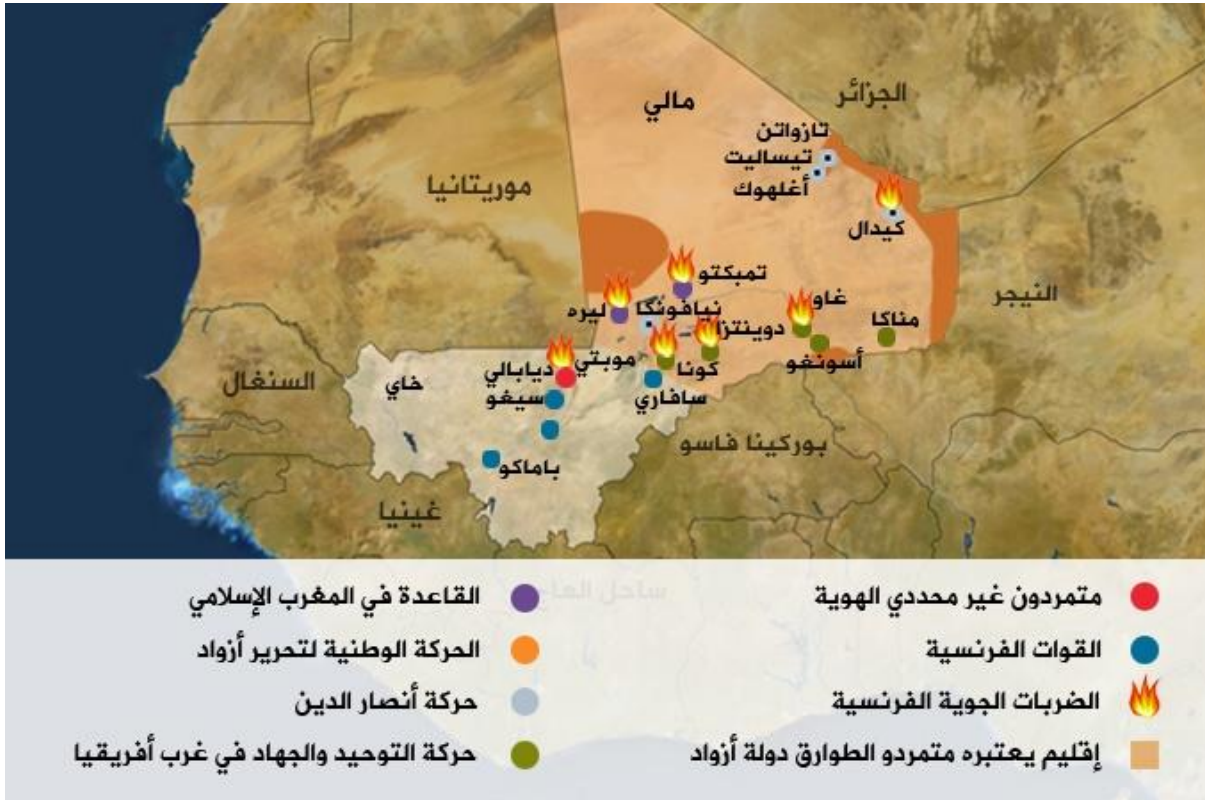 الجزائر
مالي
تازواتن
تيساليت
أغلهوك
موريتانيا
كيدال
تمبكتو
النيجر
غاو
نيافونكا
ليره
مناكا
دوينتزا
أسونغو
موبتي
كونا
ديابالي
السنغال
خاي
سيغو
سافاري
بوركينا فاسو
باماكو
غينيا
ساحل العاج
متمردون غير محددي الهوية
القوات الفرنسية
الضربات الجوية الفرنسية
إقليم يعتبره متمردو الطوارق دولة أزواد
القاعدة في المغرب الإسلامي
الحركة الوطنية لتحرير أزواد
حركة أنصار الدين
حركة التوحيد والجهاد في غرب أفريقيا